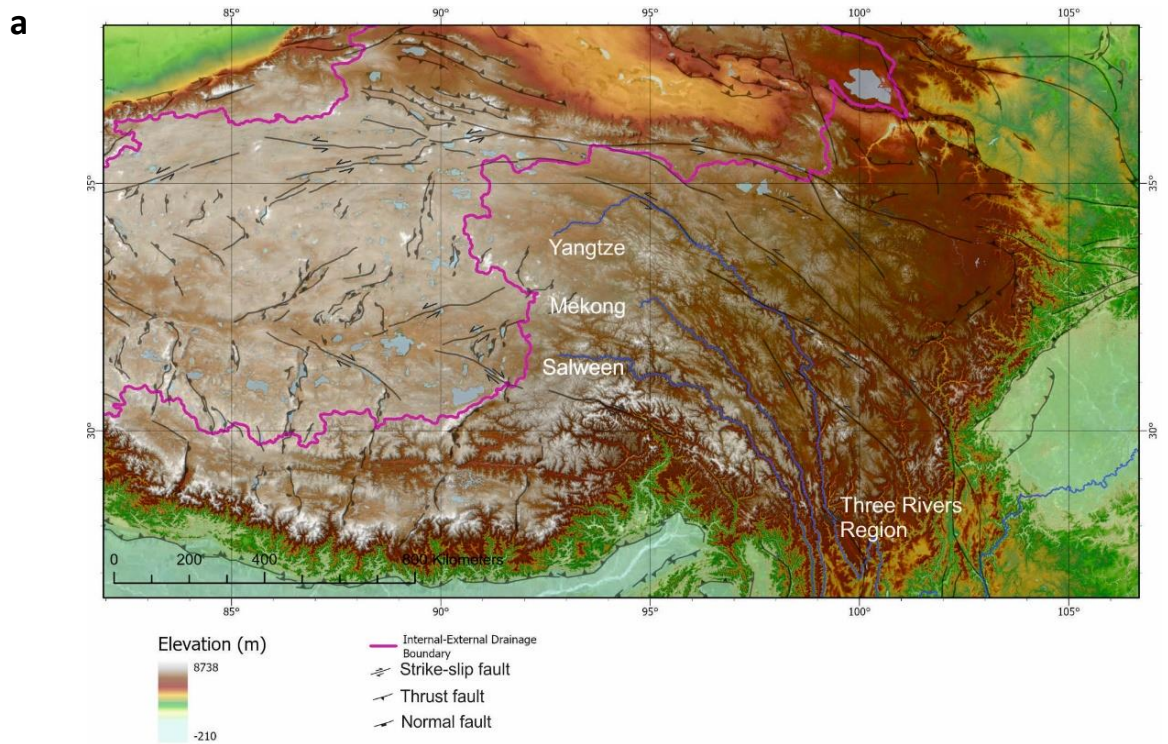 a
85°
90°
95°
100°
105°
35°
35°
Yangtze
Mekong
Salween
30°
30°
Three Rivers
Region
0
200
400
800 Kilometers
85°
90°
95°
100°
105°
Elevation (m)
8738
-210
Internal-External Drainage
Boundary
Strike-slip fault
Thrust fault
Normal fault